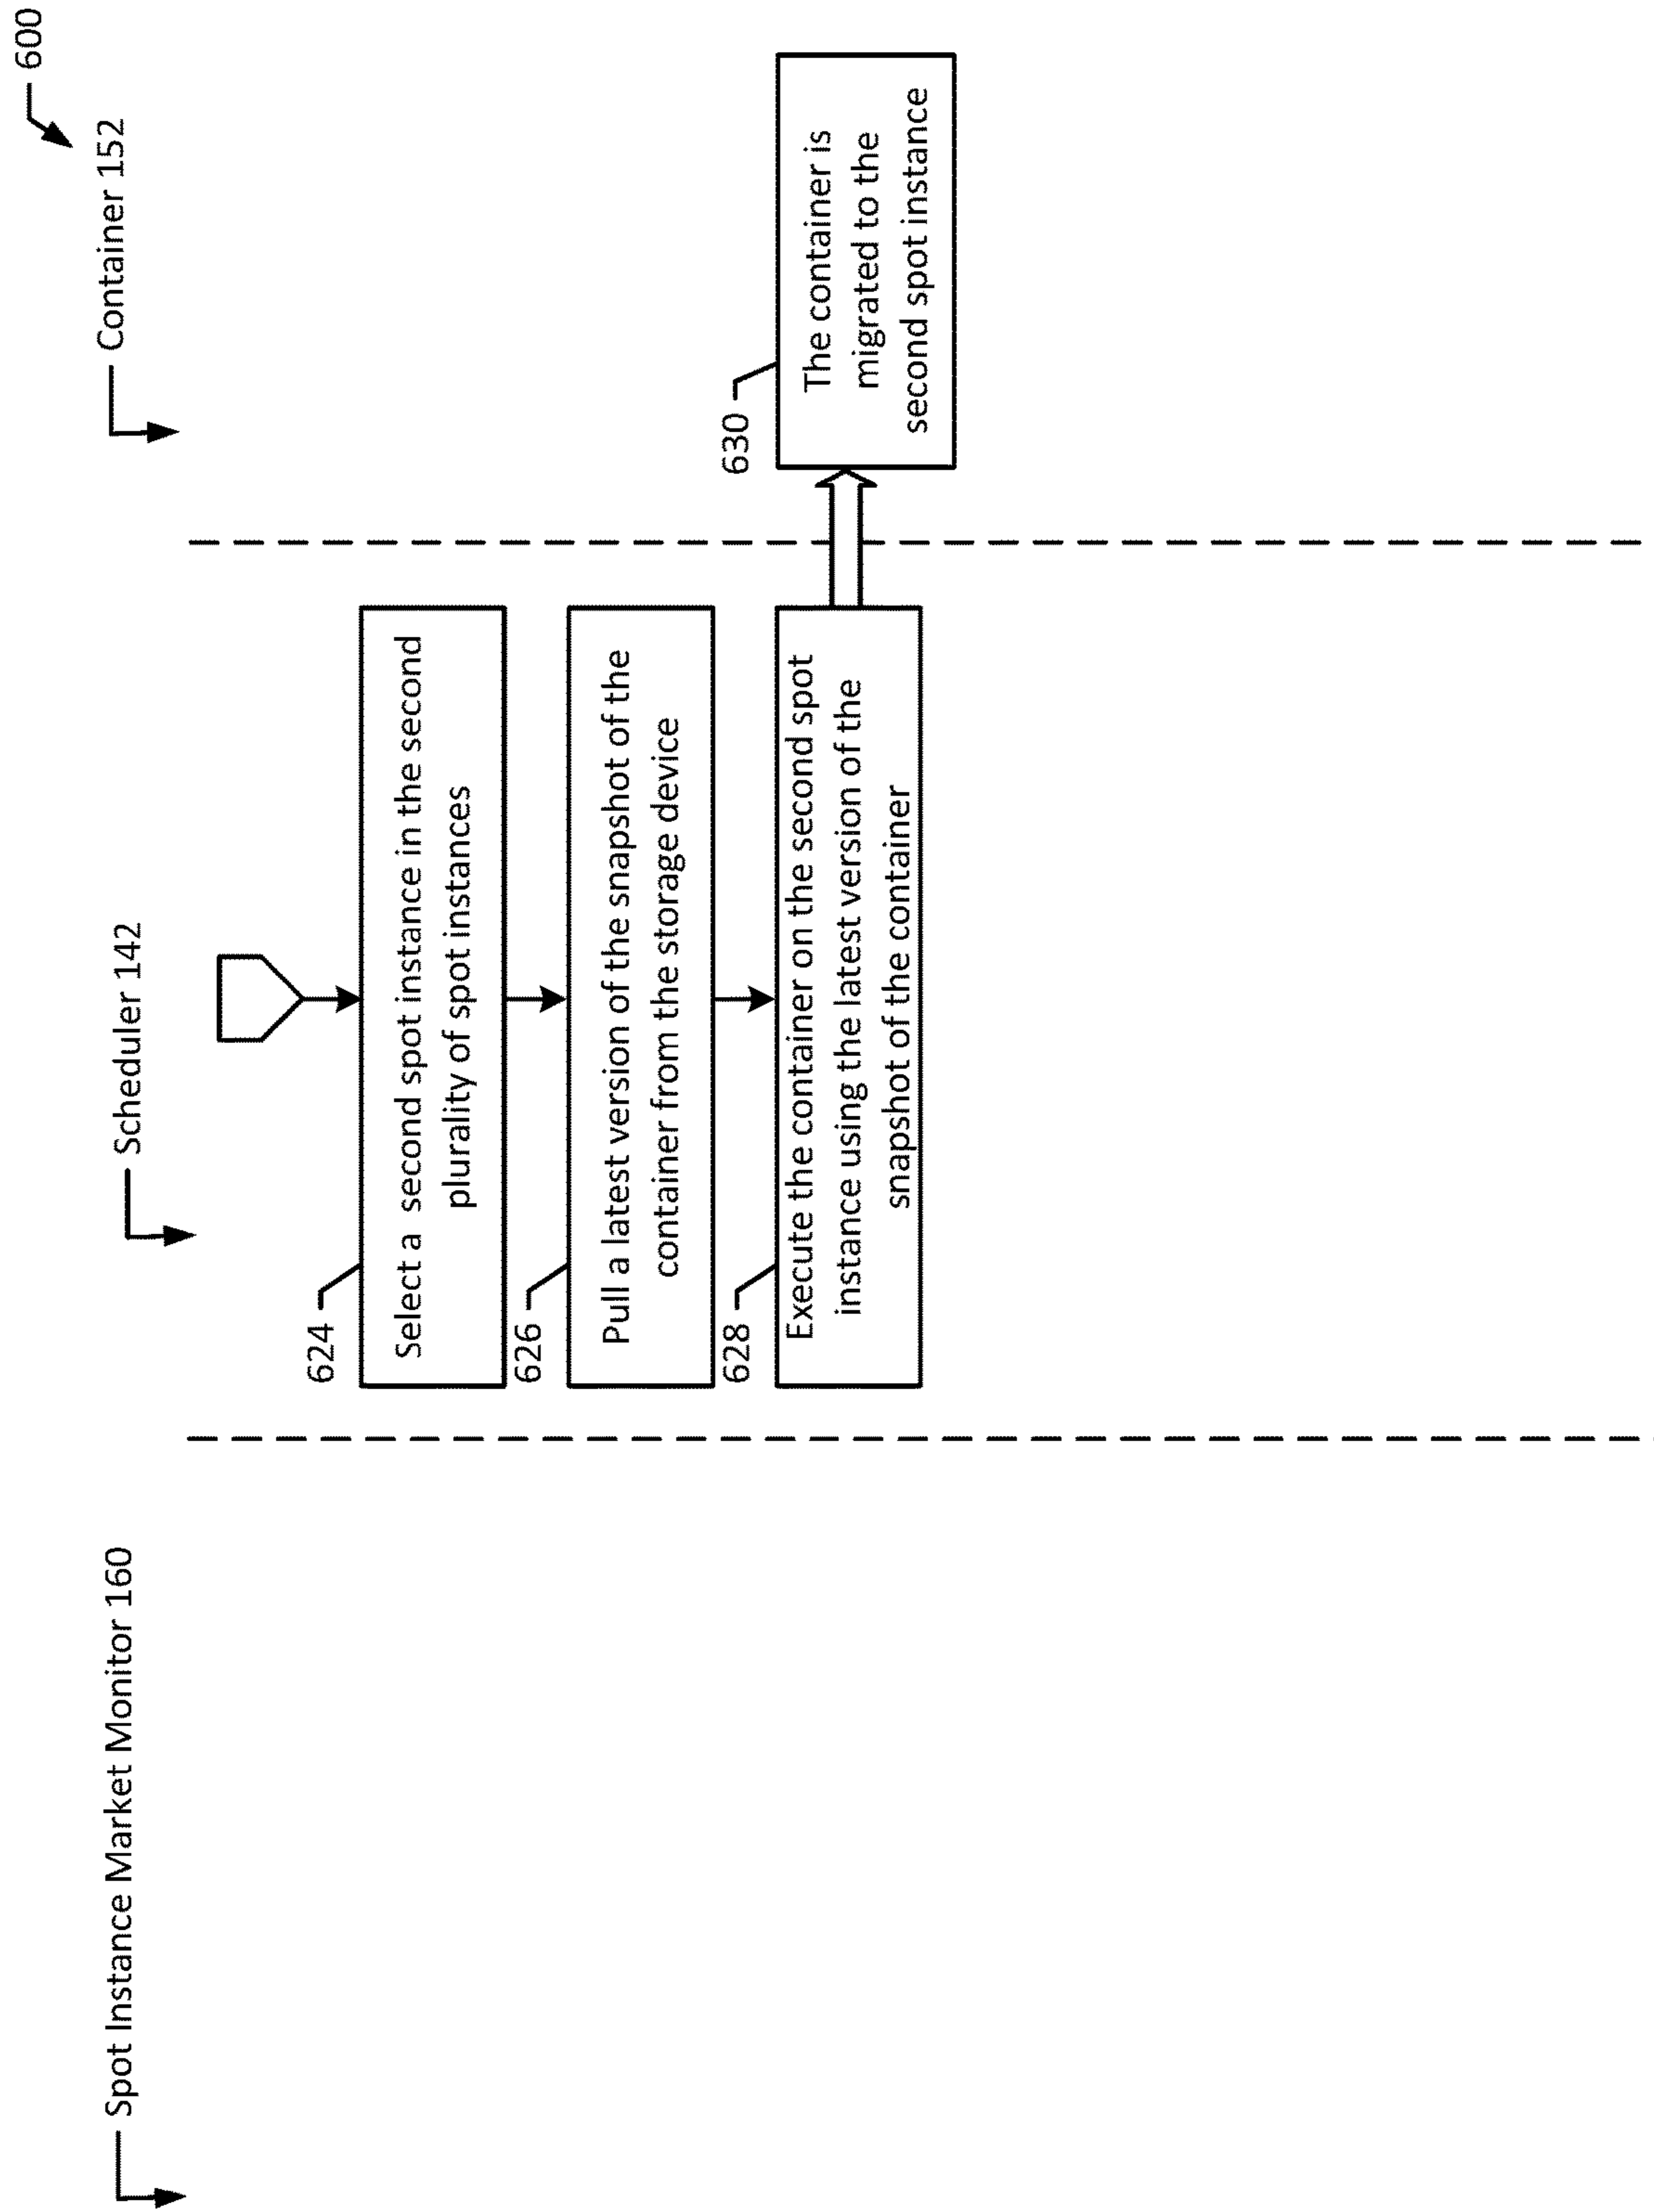 600
Spot Instance Market Monitor 160
Scheduler 142
Container 152
624
Select a second spot instance in the second
plurality of spot instances
626
Pull a latest version of the snapshot of the
container from the storage device
628
Execute the container on the second spot
instance using the latest version of the
snapshot of the container
630
The container is
migrated to the
second spot instance